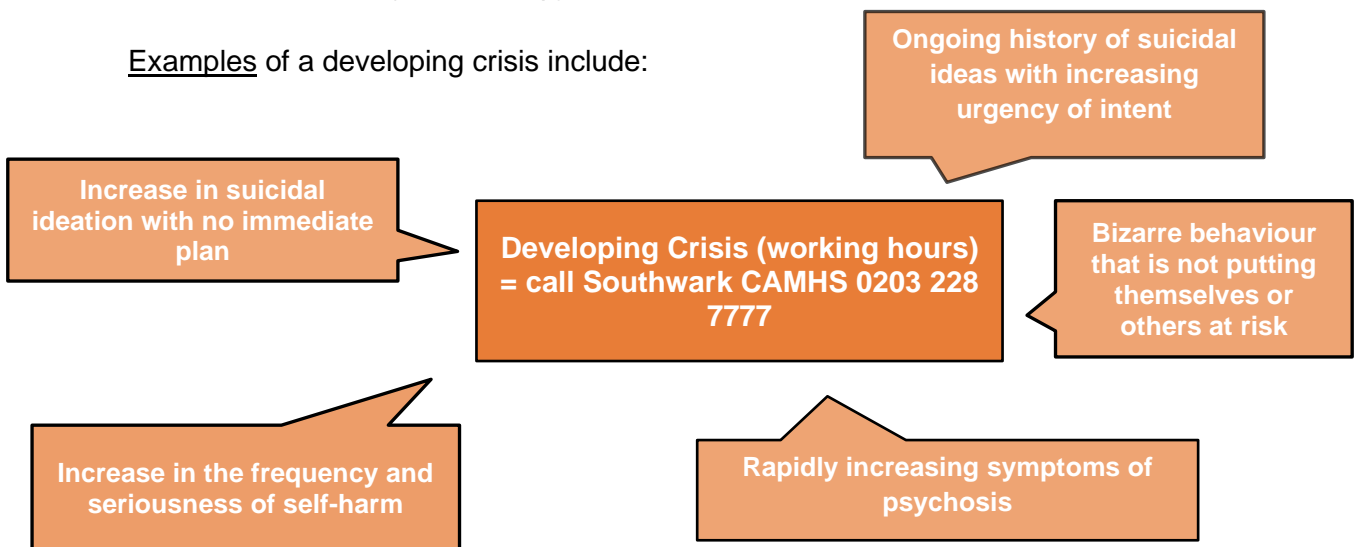 Examples of a developing crisis include:
Ongoing history of suicidal
ideas with increasing
urgency of intent
Increase in suicidal
ideation with no immediate
plan
Developing Crisis (working hours)
= call Southwark CAMHS 0203 228
7777
Bizarre behaviour
that is not putting
themselves or
others at risk
Increase in the frequency and
seriousness of self-harm
Rapidly increasing symptoms of
psychosis